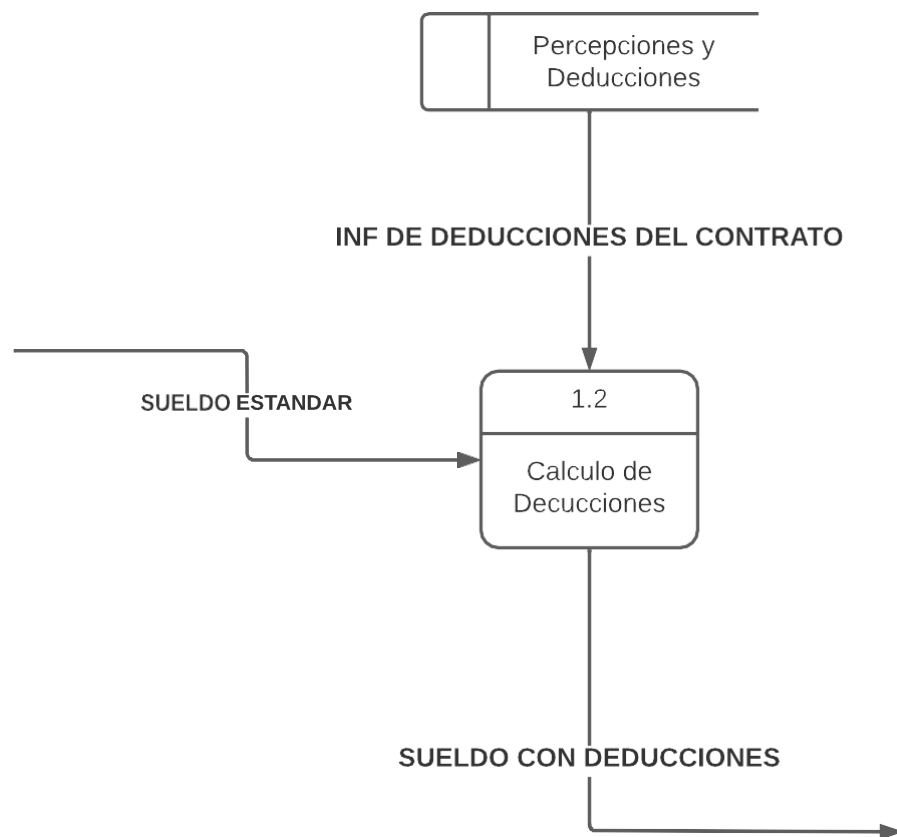 Percepciones y
Deducciones
INF DE DEDUCCIONES DEL CONTRATO
SUELDO ESTANDAR
1.2
Calculo de
Decucciones
SUELDO CON DEDUCCIONES